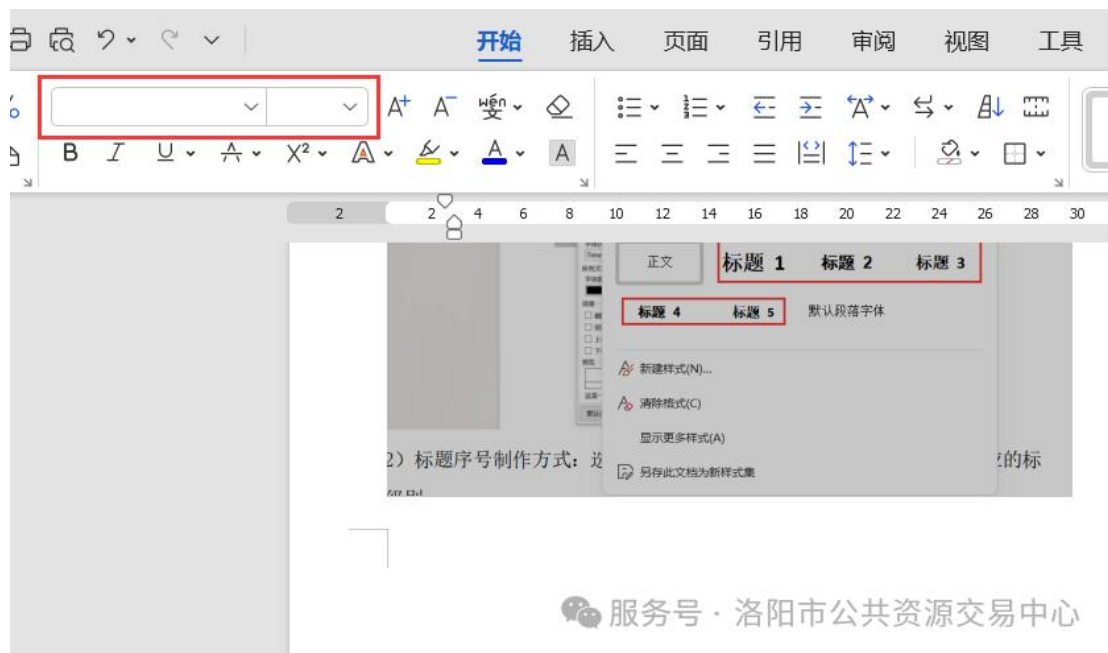 开始 插入 页面 引用 审阅 视图 工具
A+ A- wén 变 A
B I U A X² A A A
2 2 4 6 8 10 12 14 16 18 20 22 24 26 28 30
正文 标题 1 标题 2 标题 3
标题 4 标题 5 默认段落字体
新建样式(N)...
清除格式(C)
显示更多样式(A)
2）标题序号制作方式：选 的标
另存此文档为新样式集
服务号 · 洛阳市公共资源交易中心